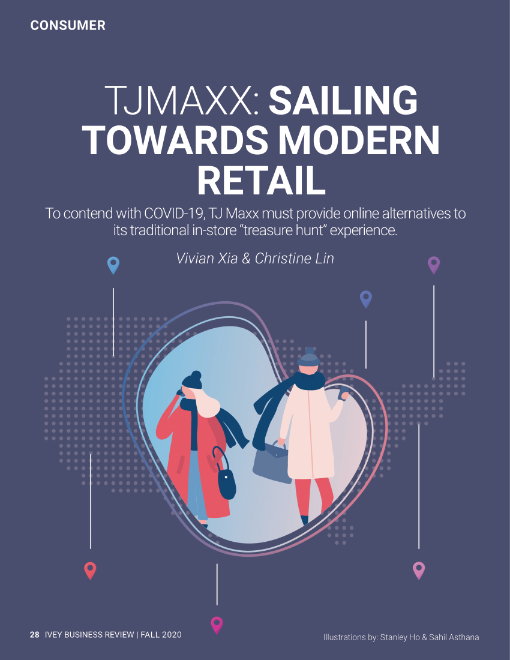 CONSUMER
TJMAXX: SAILING
TOWARDS MODERN
RETAIL
To contend with COVID-19, TJ Maxx must provide online alternatives to
its traditional in-store “treasure hunt” experience.
Vivian Xia & Christine Lin
28 IVEY BUSINESS REVIEW | FALL 2020
Illustrations by: Stanley Ho & Sahil Asthana